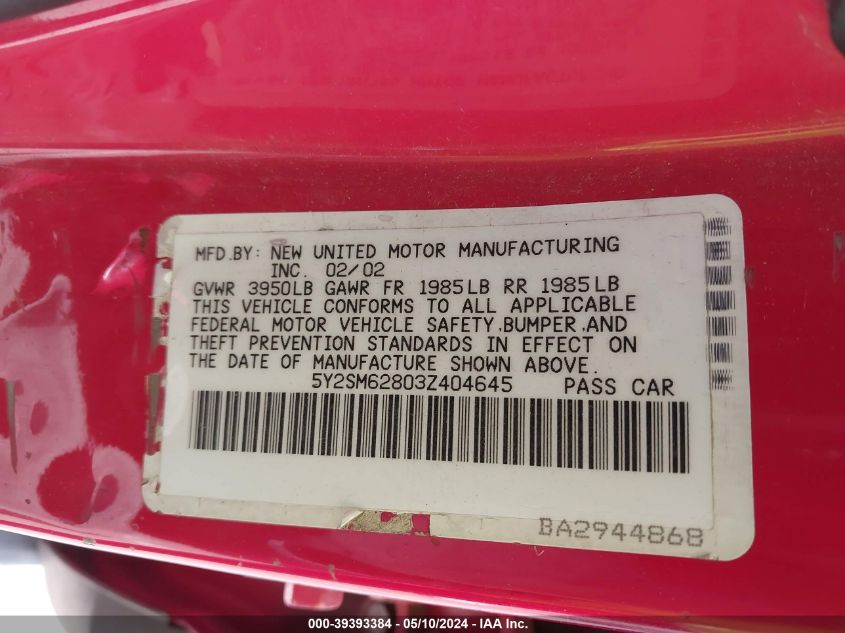 MFD.BY: NEW UNITED MOTOR MANUFACTURING
INC. 02/02
GVWR 3950LB GAWR FR 1985LB RR 1985LB
THIS VEHICLE CONFORMS TO ALL APPLICABLE
FEDERAL MOTOR VEHICLE SAFETY,BUMPER,AND
THEFT PREVENTION STANDARDS IN EFFECT ON
THE DATE OF MANUFACTURE SHOWN ABOVE.
5Y2SM62803Z404645 PASS CAR
BA2944868
000-39393384 - 05/10/2024 - IAAI.COM